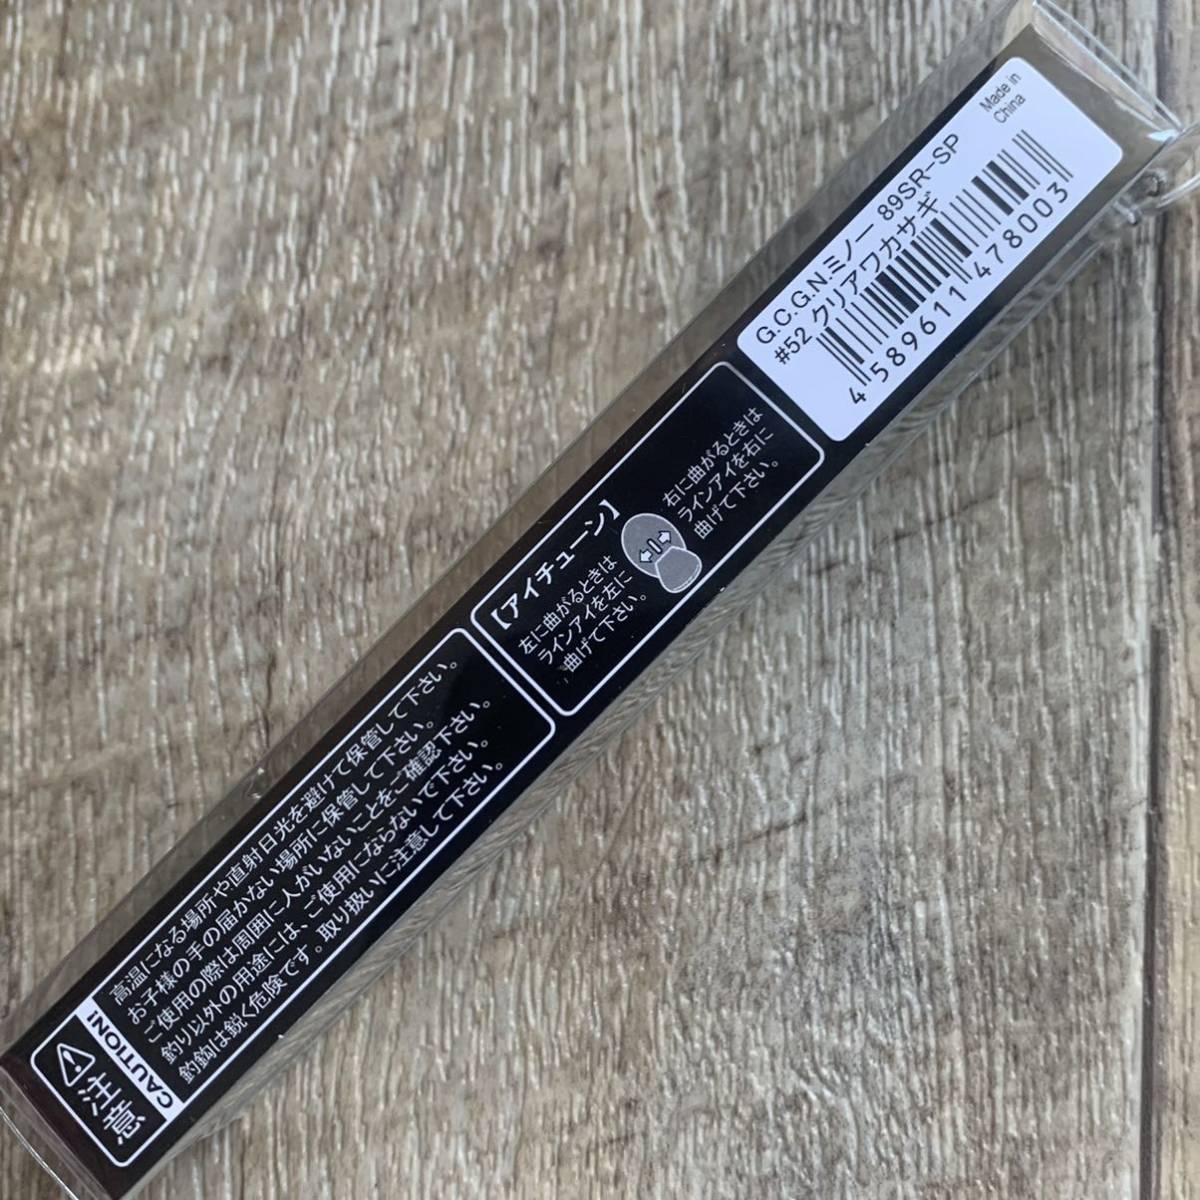 Made in
China
G.C.G.N.ミノー 89SR-SP
#52 クリアワカサギ
4 589611 478003
【アイチューン】
左に曲がるときは
ラインアイを左に
曲げて下さい。
右に曲がるときは
ラインアイを右に
曲げて下さい。
注意
CAUTION!
高温になる場所や直射日光を避けて保管して下さい。
お子様の手の届かない場所に保管して下さい。
ご使用の際は周囲に人がいないことをご確認下さい。
釣り以外の用途には、ご使用にならないで下さい。
釣鈎は鋭く危険です。取り扱いに注意して下さい。